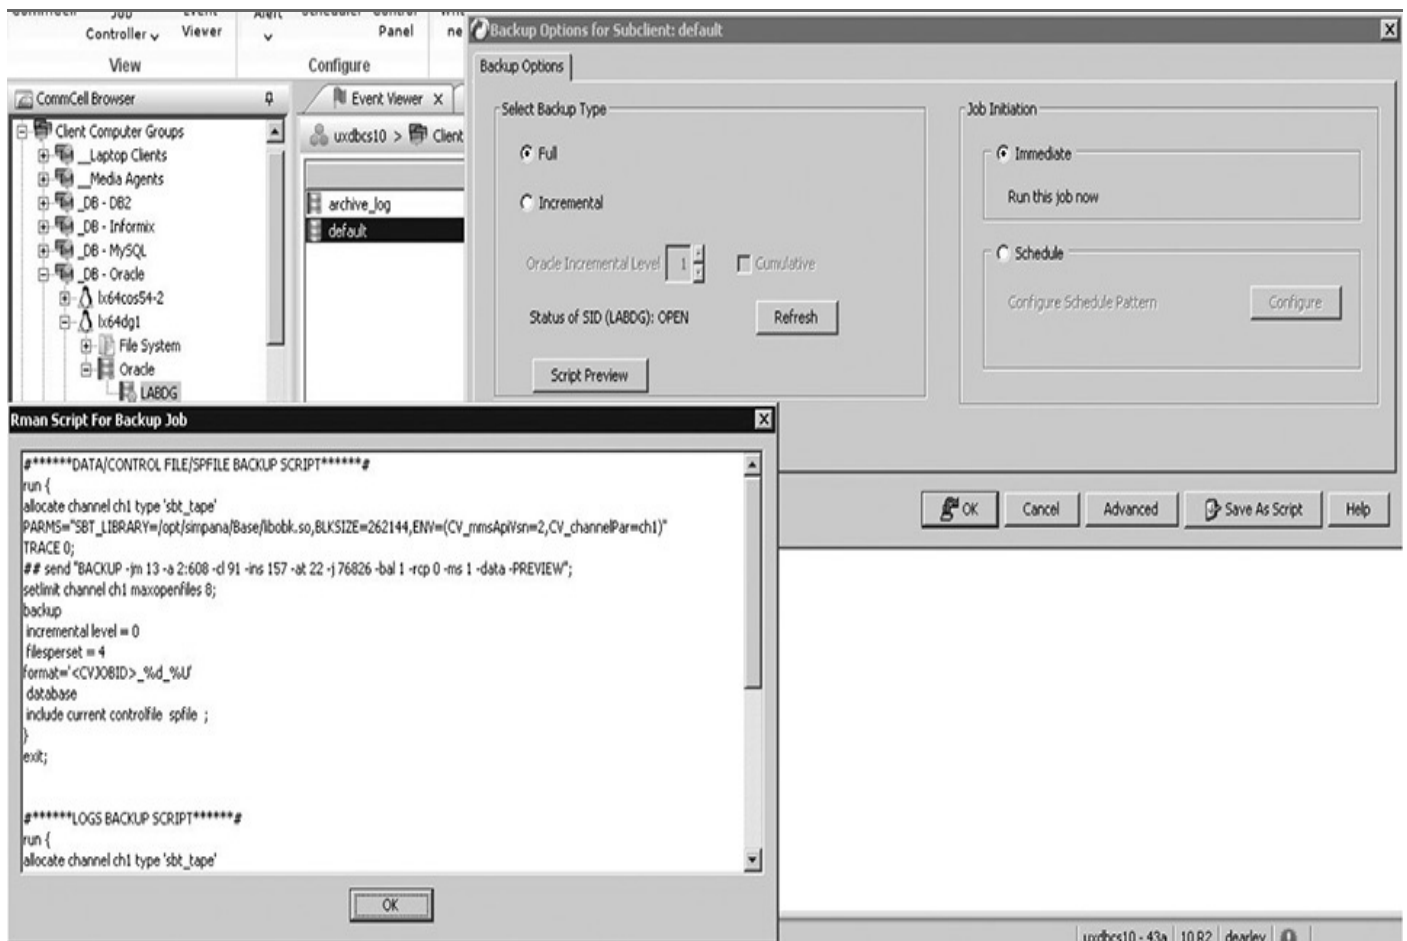 Controller
Viewer
Panel
ne
View
Configure
Backup Options for Subclient: default
Backup Options
CommCell Browser
Event Viewer X
Client Computer Groups
__Laptop Clients
__Media Agents
_DB - DB2
_DB - Informix
_DB - MySQL
_DB - Oracle
lx64cos54-2
lx64dg1
File System
Oracle
LABDG
uxdbcs10 > Client
archive_log
default
Select Backup Type
Full
Incremental
Oracle Incremental Level 1 Cumulative
Status of SID (LABDG): OPEN Refresh
Script Preview
Job Initiation
Immediate
Run this job now
Schedule
Configure Schedule Pattern Configure
OK Cancel Advanced Save As Script Help
Rman Script For Backup Job
#******DATA/CONTROL FILE/SPFILE BACKUP SCRIPT******#
run {
allocate channel ch1 type 'sbt_tape'
PARMS="SBT_LIBRARY=/opt/simpana/Base/libobk.so,BLKSIZE=262144,ENV=(CV_mmsApiVsn=2,CV_channelPar=ch1)"
TRACE 0;
## send "BACKUP -jm 13 -a 2:608 -cl 91 -ins 157 -at 22 -j 76826 -bal 1 -rcp 0 -ms 1 -data -PREVIEW";
setlimit channel ch1 maxopenfiles 8;
backup
incremental level = 0
filesperset = 4
format='<CVJOBID>_%d_%U'
database
include current controlfile spfile ;
}
exit;
#******LOGS BACKUP SCRIPT******#
run {
allocate channel ch1 type 'sbt_tape'
OK
uxdbcs10 - 43a 10 R2 dearley